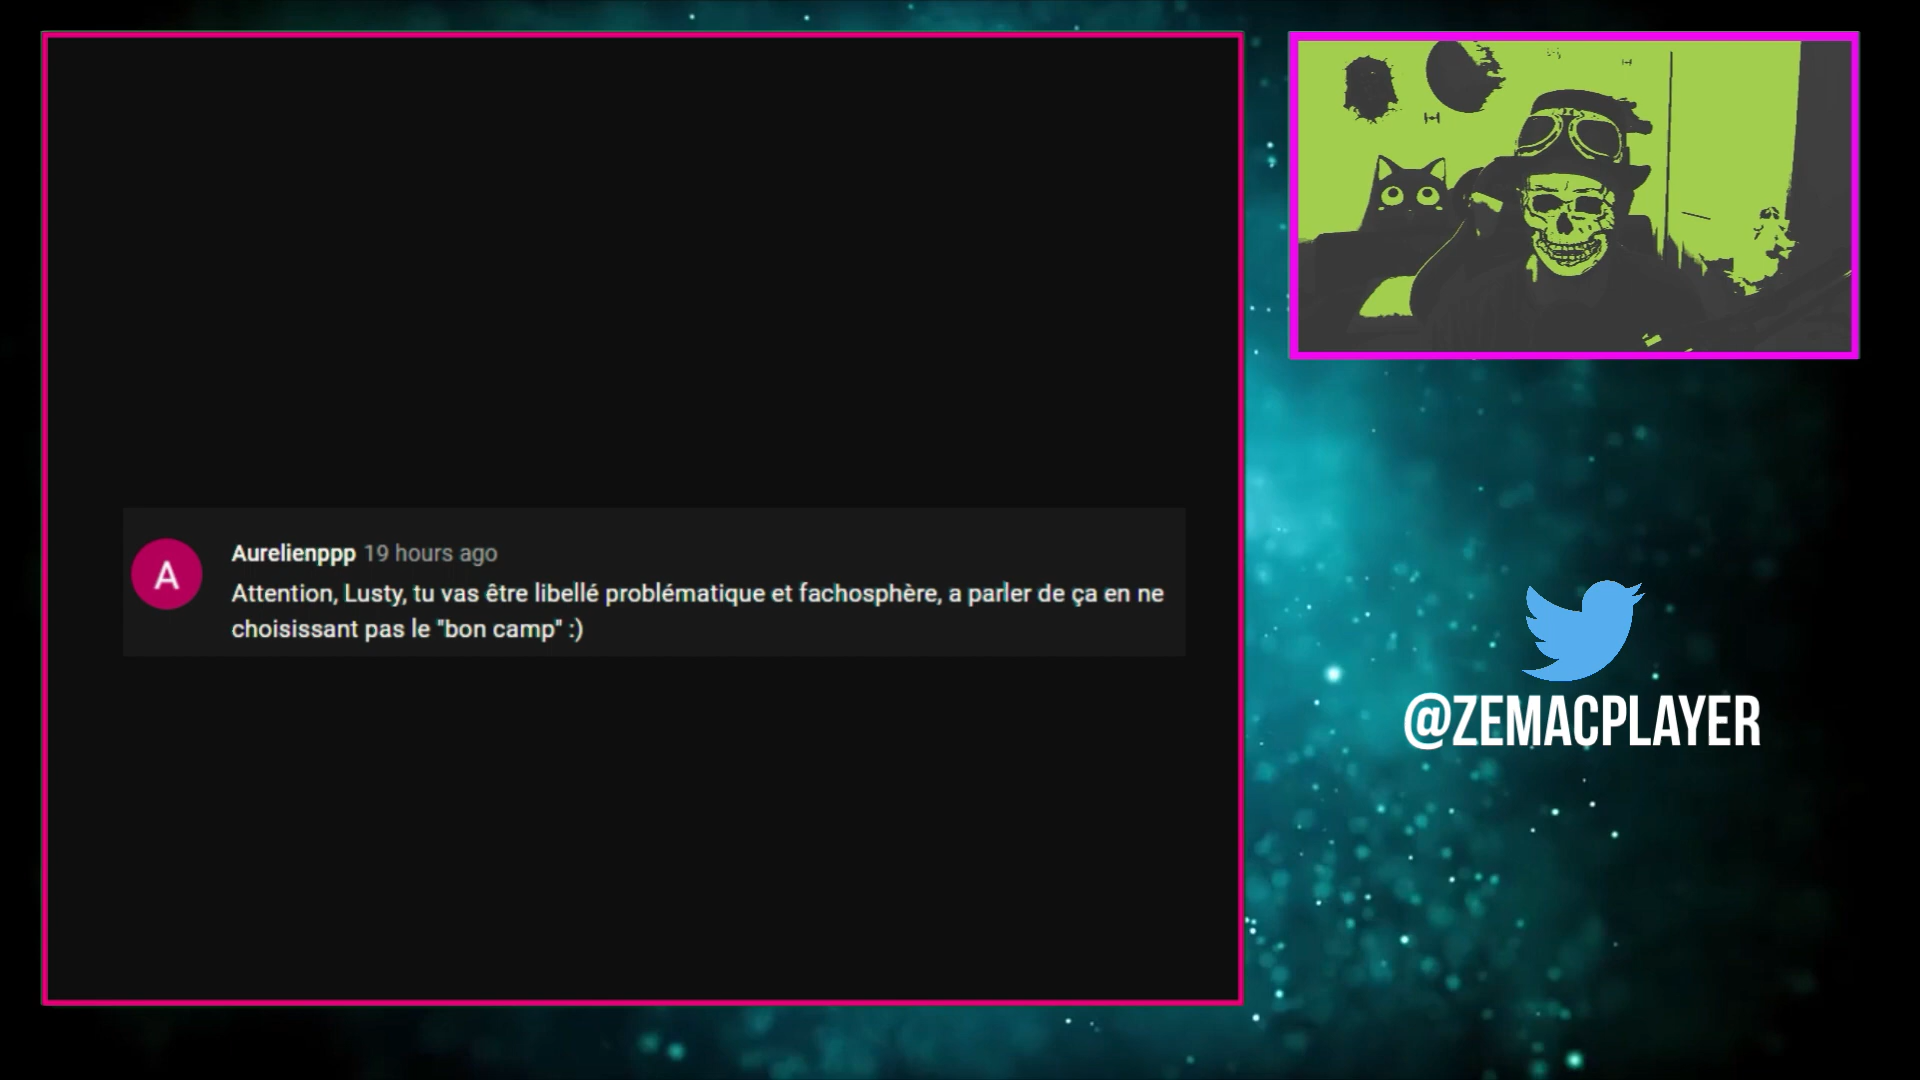 Aurelienppp 19 hours ago
A
Attention, Lusty, tu vas être libellé problématique et fachosphère, a parler de ça en ne
choisissant pas le "bon camp" :)
@ZEMACPLAYER